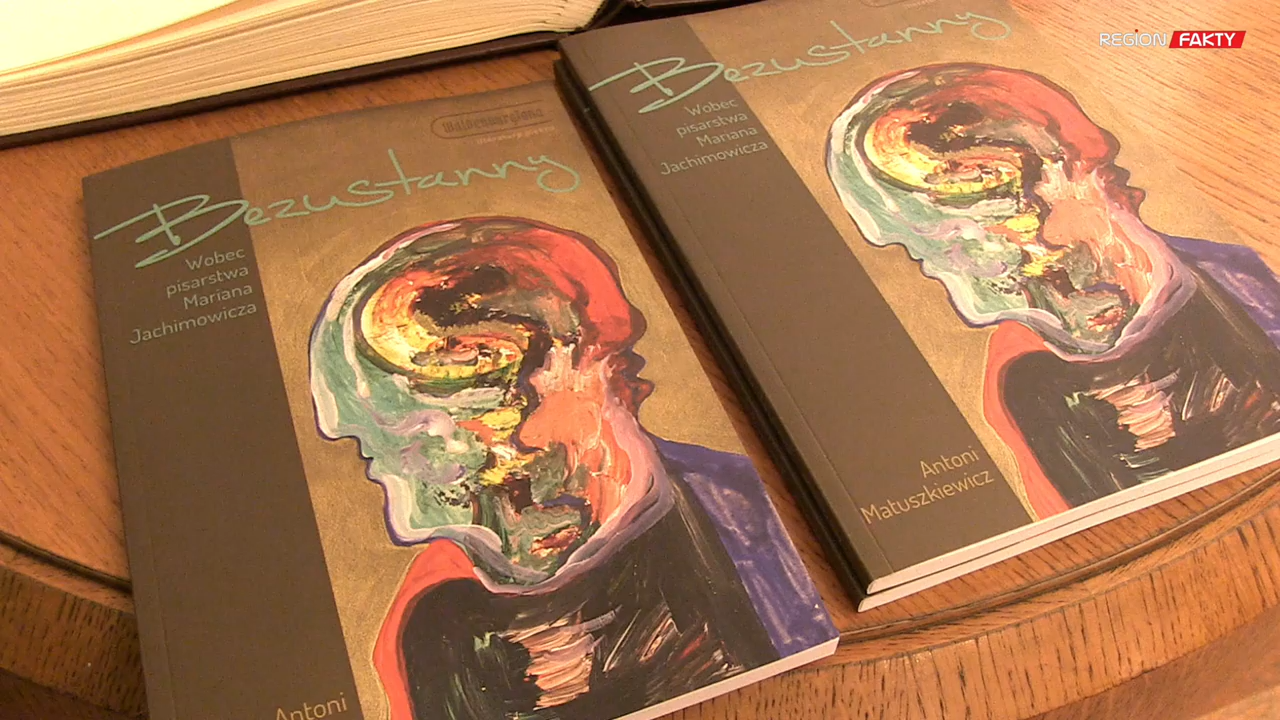 REGION FAKTY
Bezustanny
Wobec
pisarstwa
Mariana
Jachimowicza
Antoni
Bezustanny
Wobec
pisarstwa
Mariana
Jachimowicza
Antoni
Matuszkiewicz